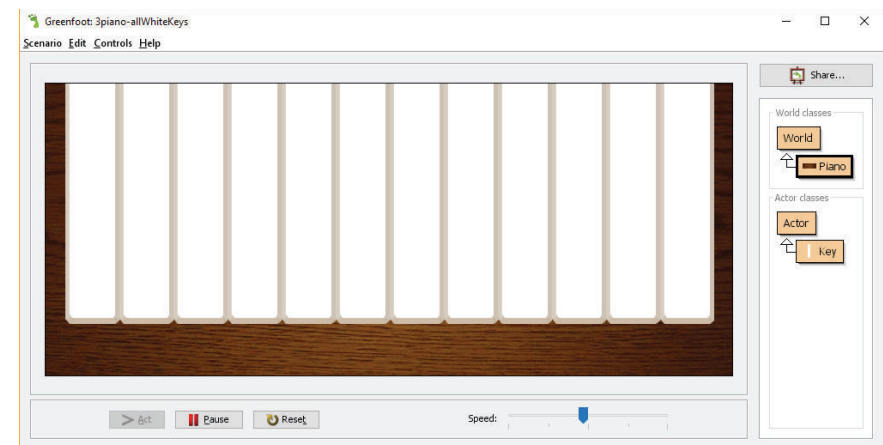 Greenfoot: 3piano-allWhiteKeys
Scenario Edit Controls Help
Share...
World classes
World
Piano
Actor classes
Actor
Key
Act Pause Reset Speed: